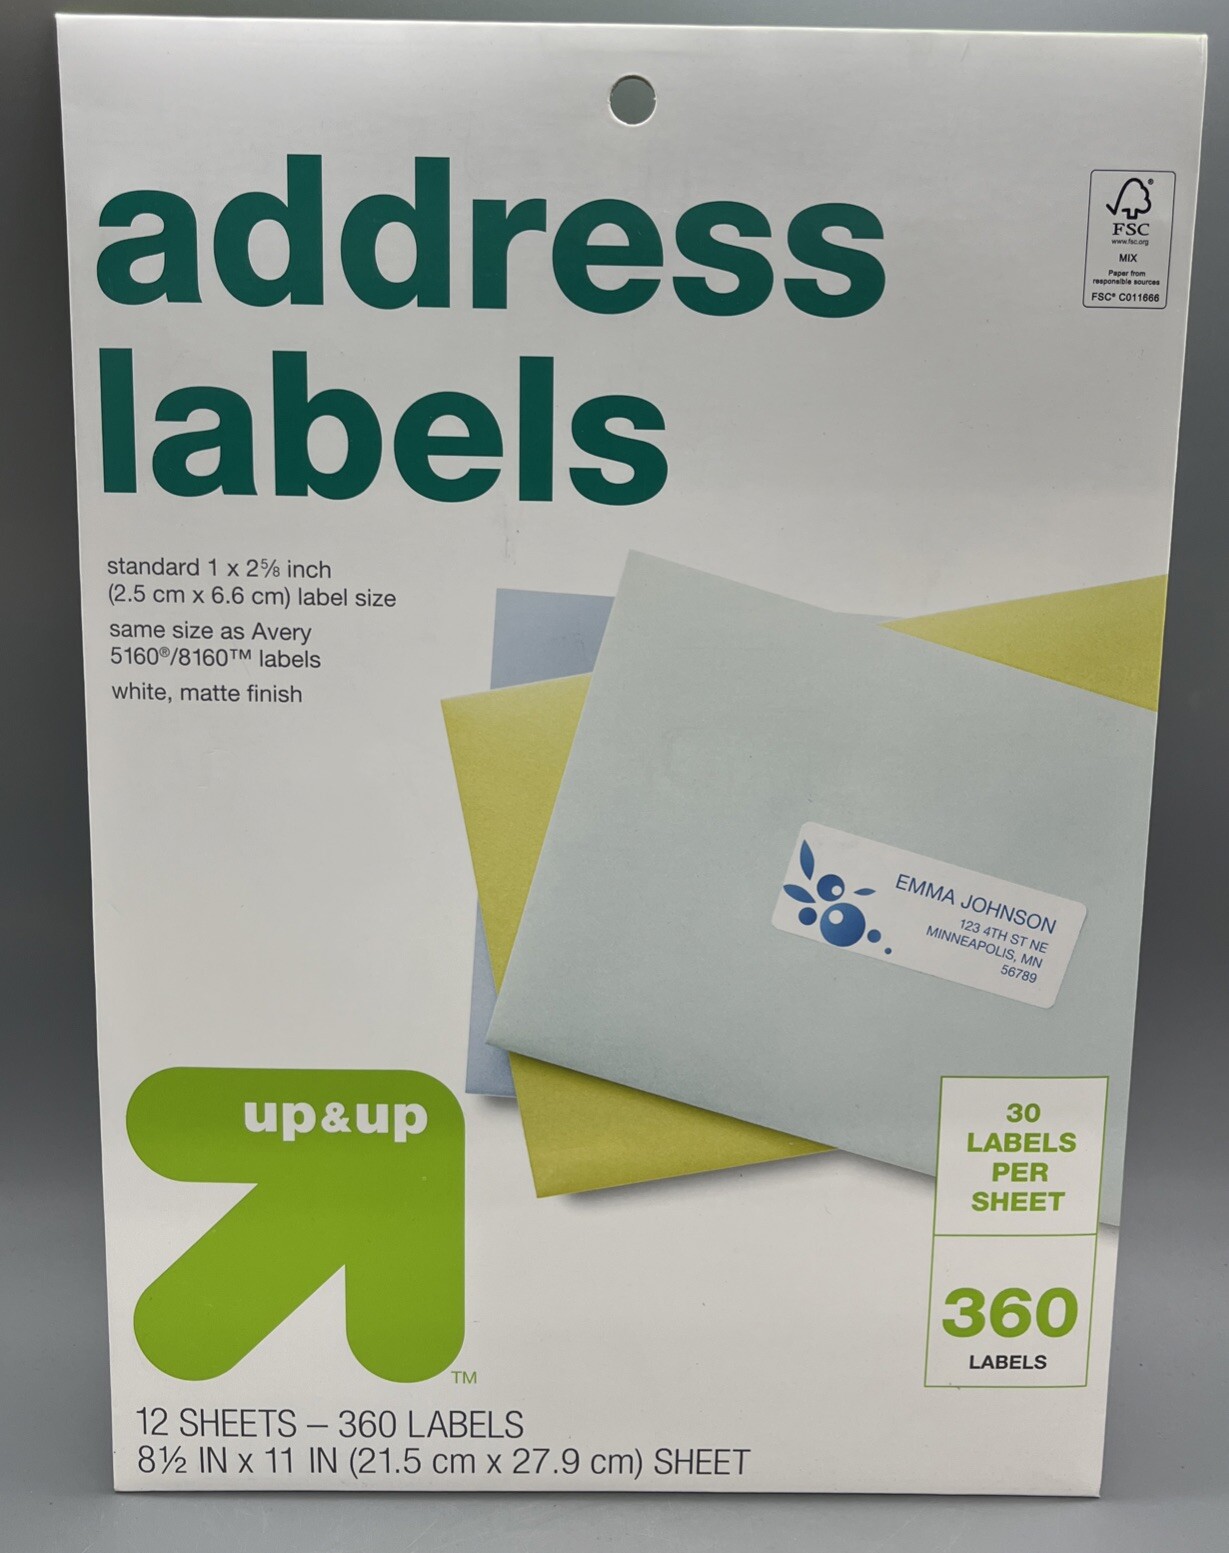 address
labels
FSC®
www.fsc.org
MIX
Paper from
responsible sources
FSC® C011666
standard 1 x 2⅝ inch
(2.5 cm x 6.6 cm) label size
same size as Avery
5160®/8160™ labels
white, matte finish
EMMA JOHNSON
123 4TH ST NE
MINNEAPOLIS, MN
56789
up&up
TM
30
LABELS
PER
SHEET
360
LABELS
12 SHEETS – 360 LABELS
8½ IN x 11 IN (21.5 cm x 27.9 cm) SHEET